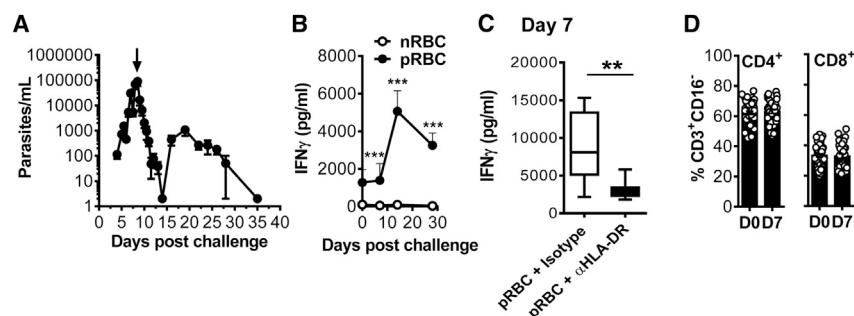 A
Parasites/mL
1000000
100000
10000
1000
100
10
1
0 5 10 15 20 25 30 35 40
Days post challenge
B
nRBC
pRBC
IFNγ (pg/ml)
8000
6000
4000
2000
0
***
***
***
0 10 20 30
Days post challenge
C Day 7
IFNγ (pg/ml)
20000
15000
10000
5000
0
**
pRBC + Isotype
pRBC + αHLA-DR
D
% CD3⁺CD16⁻
100
80
60
40
20
0
CD4⁺
CD8⁺
D0 D7
D0 D7